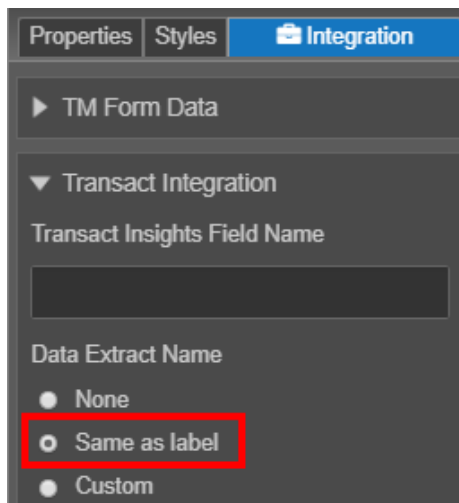 Properties Styles Integration
TM Form Data
Transact Integration
Transact Insights Field Name
Data Extract Name
None
Same as label
Custom